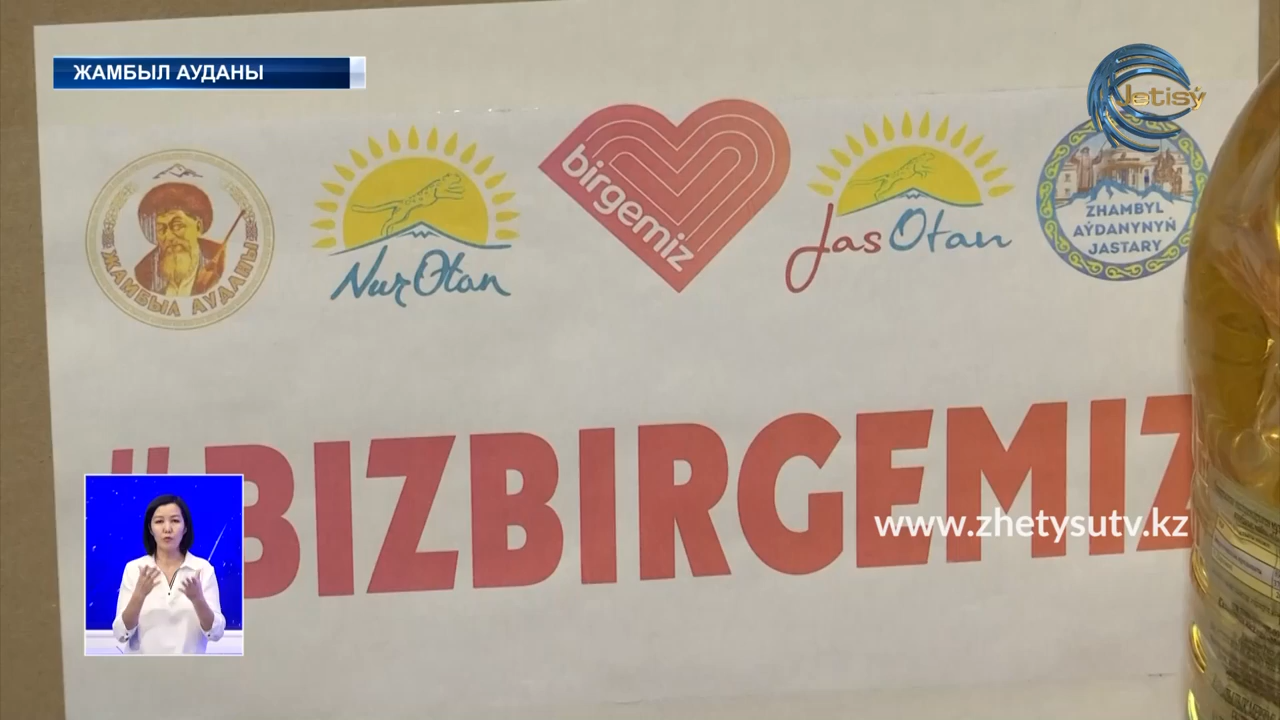 ЖАМБЫЛ АУДАНЫ
Jetisý
ЖАМБЫЛ АУДАНЫ
Nur Otan
birgemiz
Jas Otan
ZHAMBYL
AÝDANYNYŃ
JASTARY
#BIZBIRGEMIZ
www.zhetysutv.kz